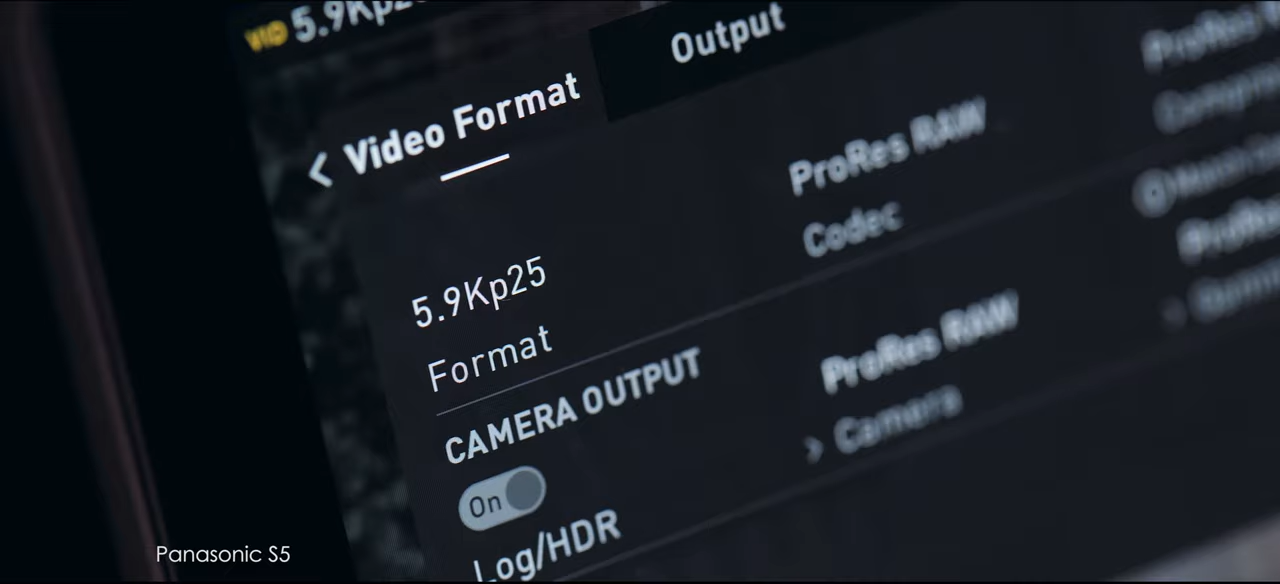 VID 5.9Kp25
Output
Video Format
ProRes RAW
Codec
5.9Kp25
Format
ProRes RAW
Camera
CAMERA OUTPUT
On
Log/HDR
Panasonic S5